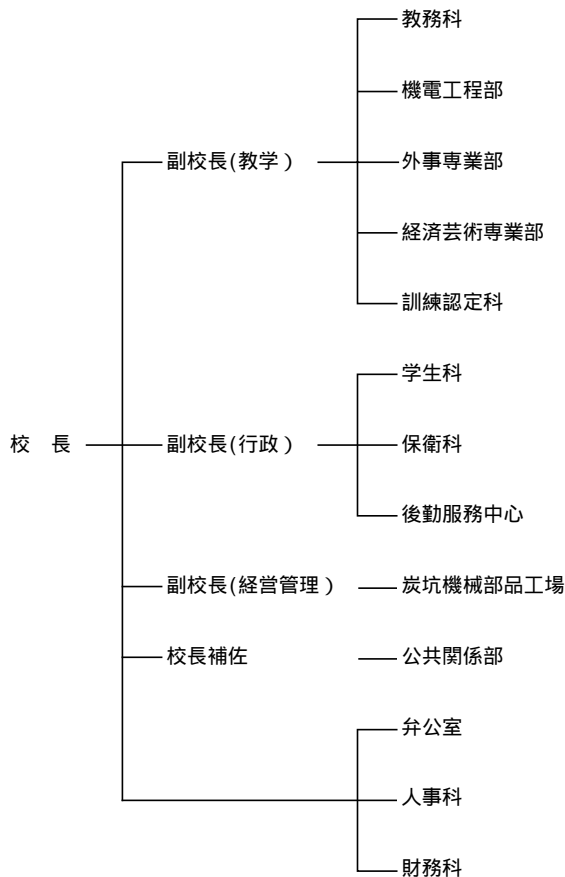 教務科
機電工程部
副校長(教学) 外事専業部
経済芸術専業部
訓練認定科
学生科
校　長 副校長(行政) 保衛科
後勤服務中心
副校長(経営管理) 炭坑機械部品工場
校長補佐 公共関係部
弁公室
人事科
財務科